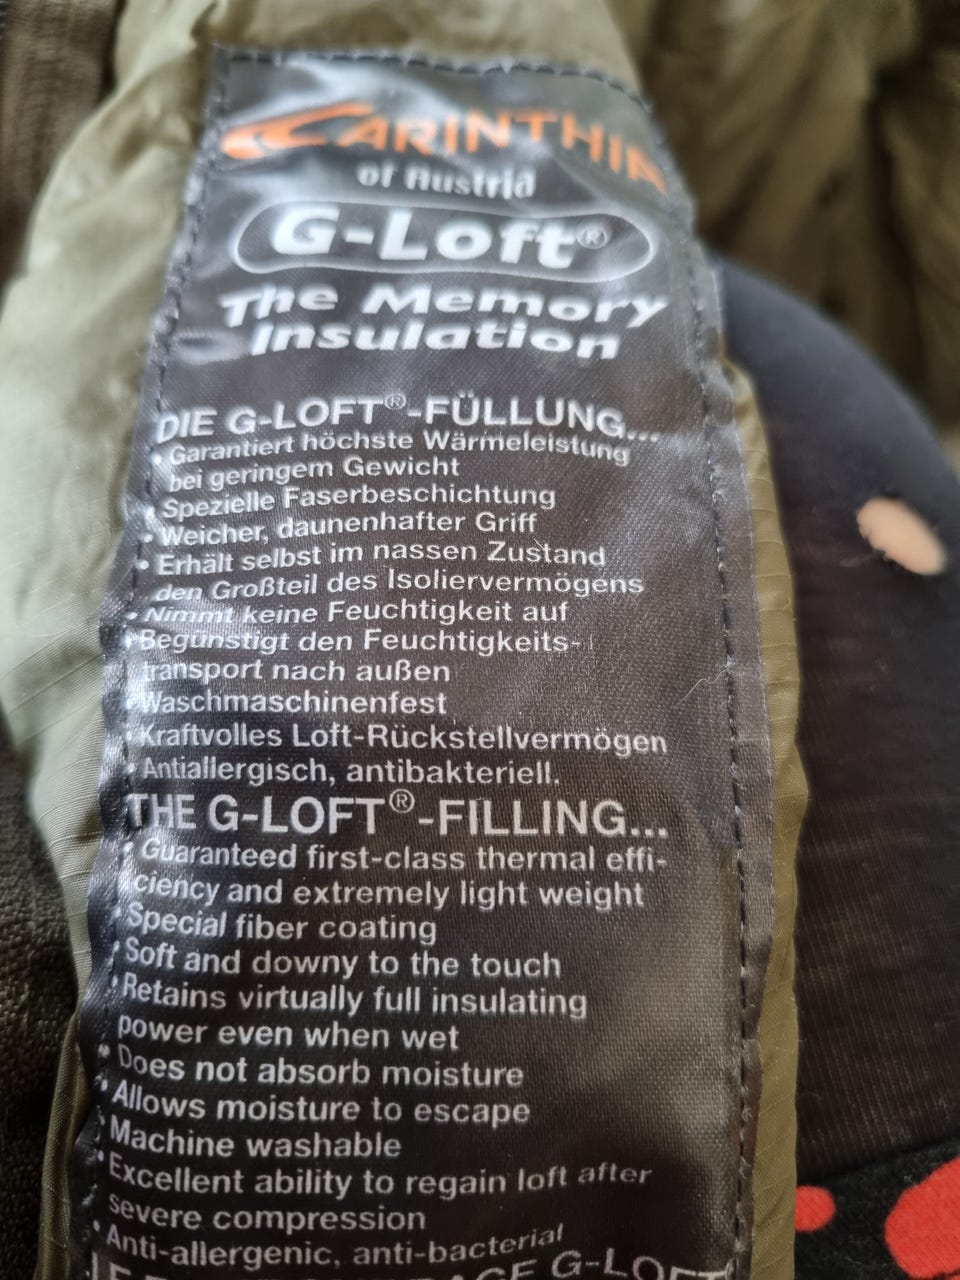 CARINTHIA
of Austria
G-Loft®
The Memory
Insulation
DIE G-LOFT®-FÜLLUNG...
• Garantiert höchste Wärmeleistung
bei geringem Gewicht
• Spezielle Faserbeschichtung
• Weicher, daunenhafter Griff
• Erhält selbst im nassen Zustand
den Großteil des Isoliervermögens
• Nimmt keine Feuchtigkeit auf
• Begünstigt den Feuchtigkeits-
transport nach außen
• Waschmaschinenfest
• Kraftvolles Loft-Rückstellvermögen
• Antiallergisch, antibakteriell.
THE G-LOFT®-FILLING...
• Guaranteed first-class thermal effi-
ciency and extremely light weight
• Special fiber coating
• Soft and downy to the touch
• Retains virtually full insulating
power even when wet
• Does not absorb moisture
• Allows moisture to escape
• Machine washable
• Excellent ability to regain loft after
severe compression
• Anti-allergenic, anti-bacterial
G-LOFT